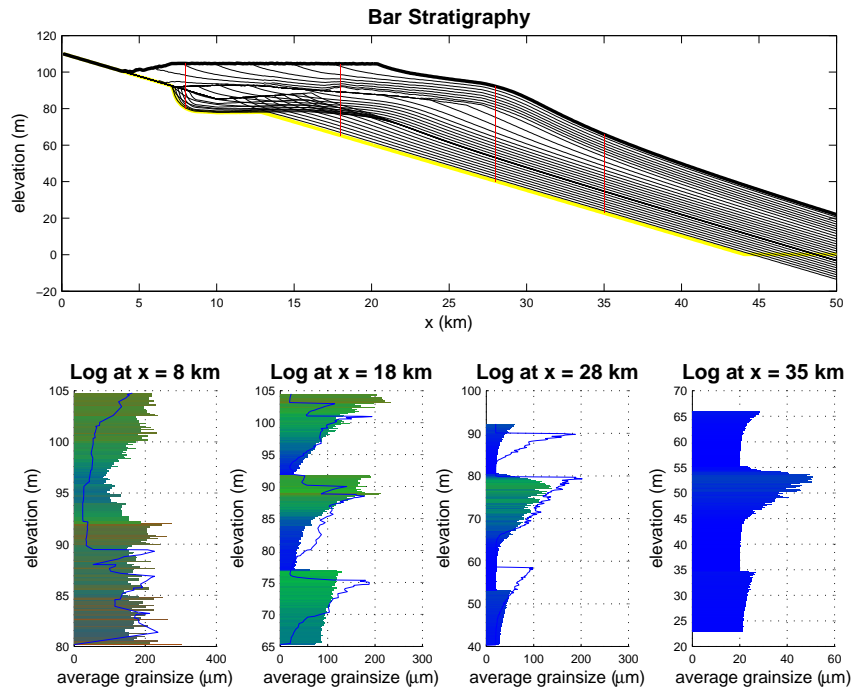 Bar Stratigraphy
elevation (m)
120
100
80
60
40
20
0
−20
0 5 10 15 20 25 30 35 40 45 50
x (km)
Log at x = 8 km
elevation (m)
105
100
95
90
85
80
0 200 400
average grainsize (μm)
Log at x = 18 km
elevation (m)
105
100
95
90
85
80
75
70
65
0 100 200 300
average grainsize (μm)
Log at x = 28 km
elevation (m)
100
90
80
70
60
50
40
0 100 200 300
average grainsize (μm)
Log at x = 35 km
elevation (m)
70
65
60
55
50
45
40
35
30
25
20
0 20 40 60
average grainsize (μm)